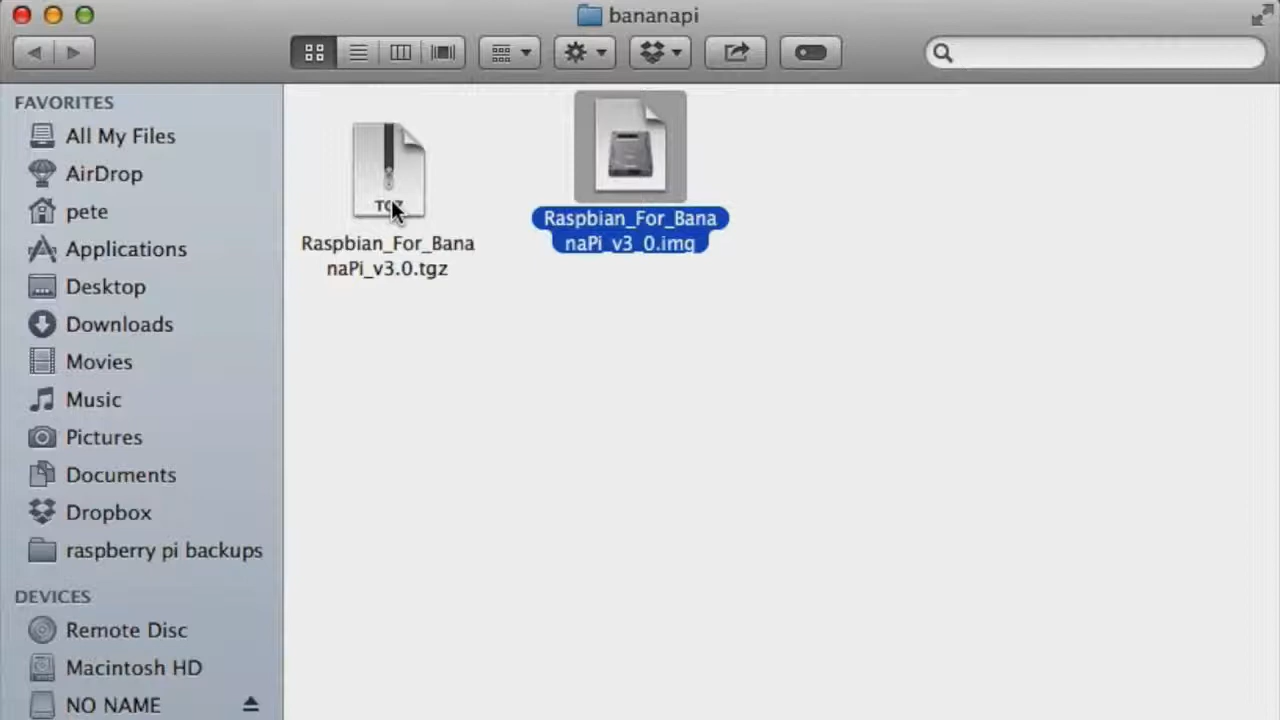 bananapi
FAVORITES
All My Files
AirDrop
pete
Applications
Desktop
Downloads
Movies
Music
Pictures
Documents
Dropbox
raspberry pi backups
DEVICES
Remote Disc
Macintosh HD
NO NAME
TGZ
Raspbian_For_Bana
naPi_v3.0.tgz
Raspbian_For_Bana
naPi_v3_0.img